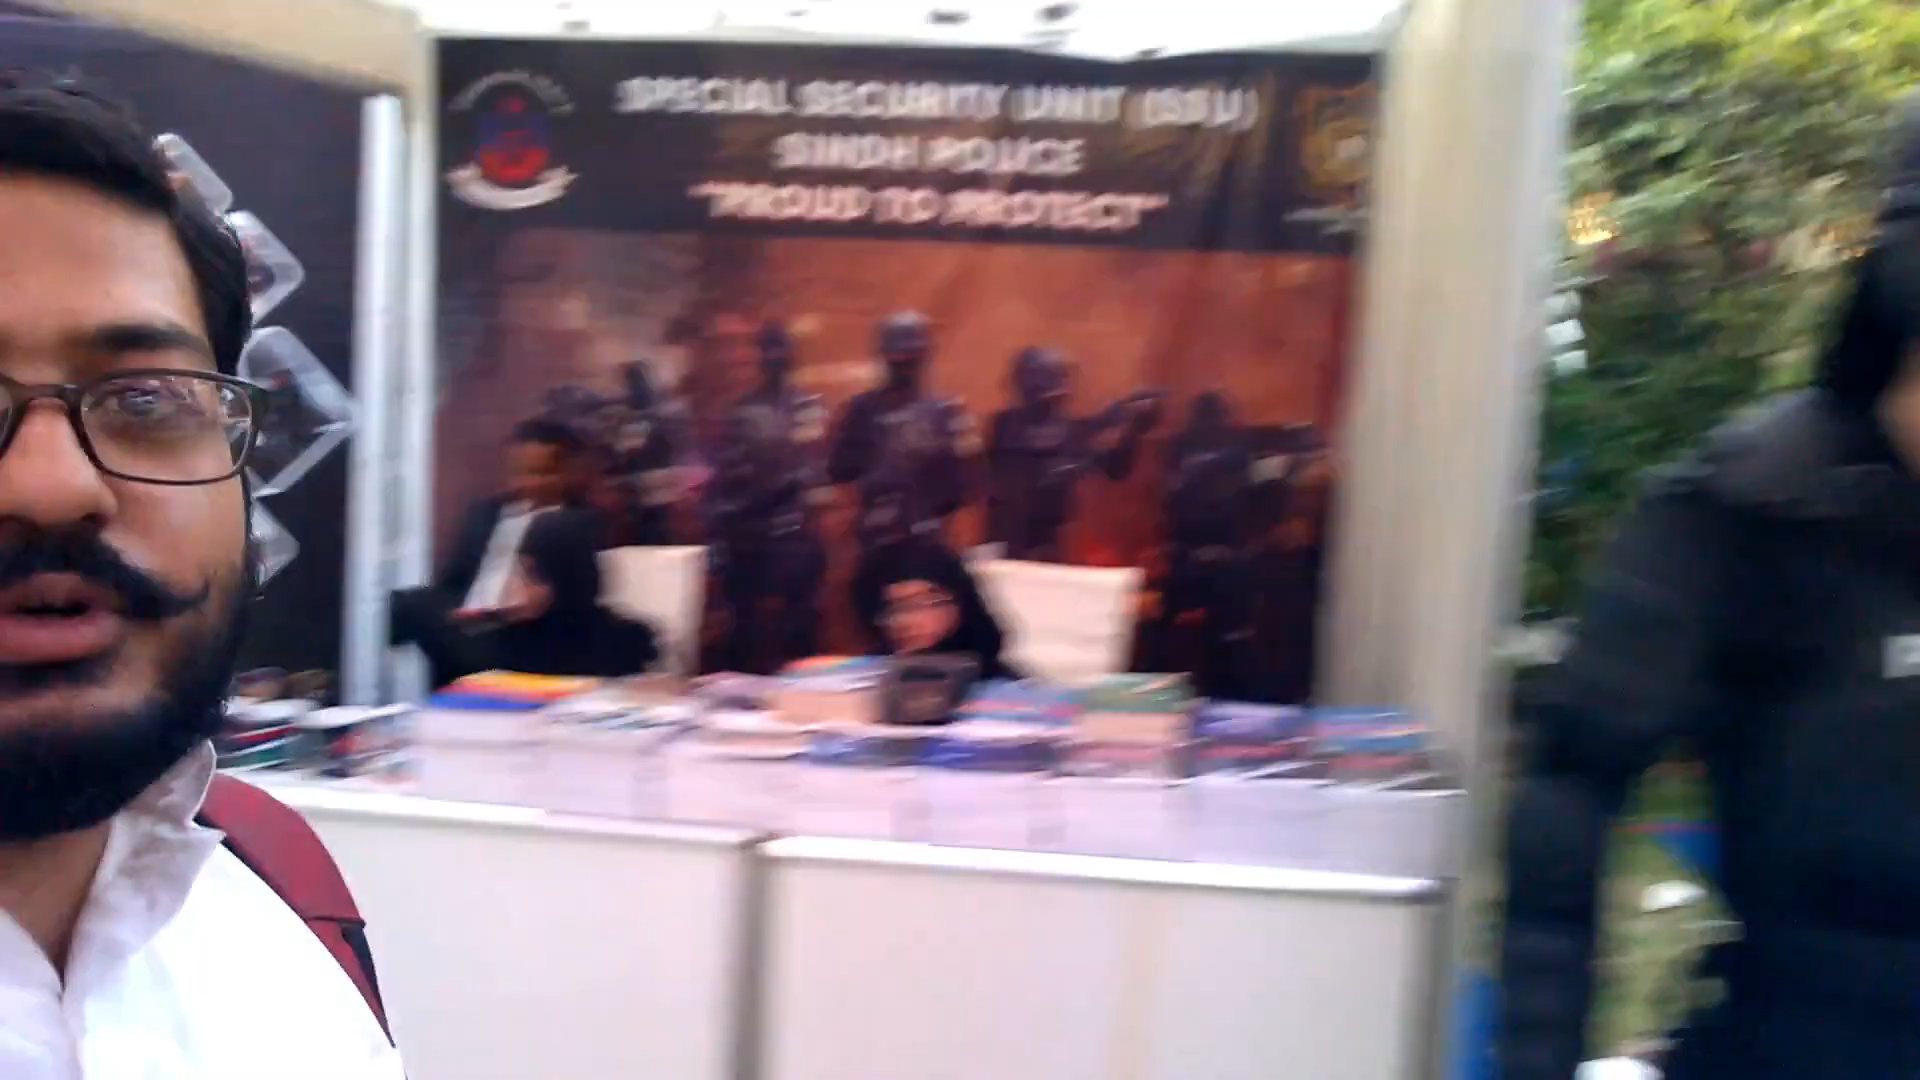 SPECIAL SECURITY UNIT (SSU)
SINDH POLICE
"PROUD TO PROTECT"